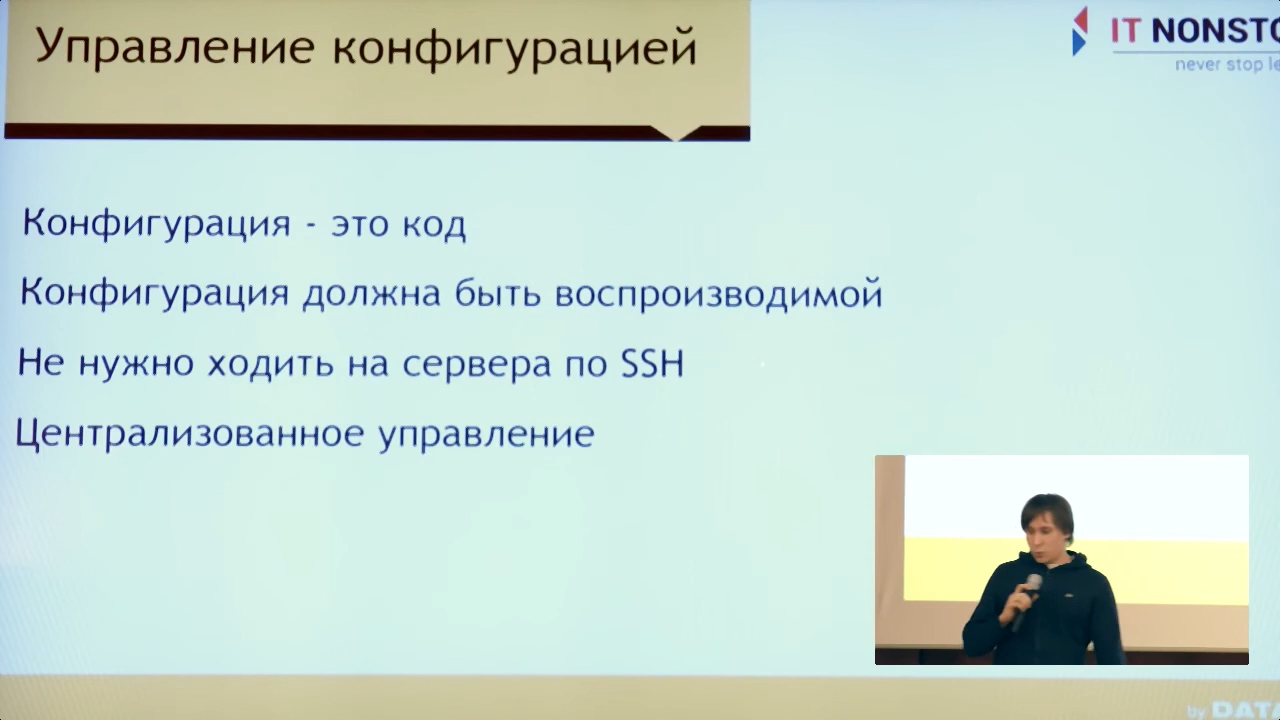 Управление конфигурацией
IT NONSTO
never stop le
Конфигурация - это код
Конфигурация должна быть воспроизводимой
Не нужно ходить на сервера по SSH
Централизованное управление
by DATA